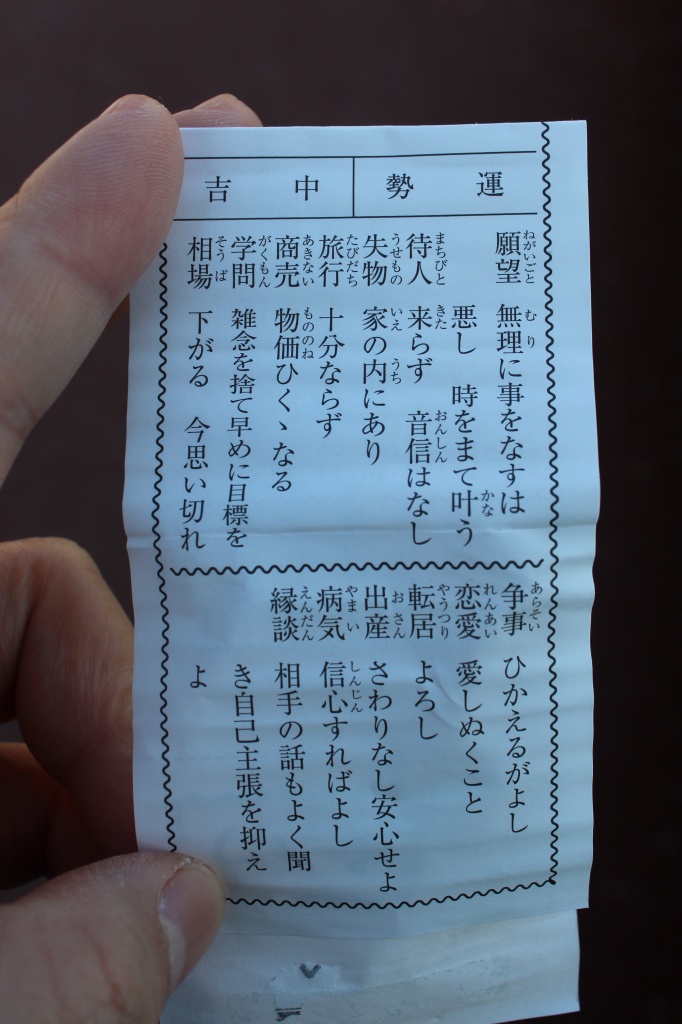 運勢 中吉
願望 無理に事をなすは
悪し 時をまて叶う
待人 来らず 音信はなし
失物 家の内にあり
旅行 十分ならず
商売 物価ひくゝなる
学問 雑念を捨て早めに目標を
相場 下がる 今思い切れ
争事 ひかえるがよし
恋愛 愛しぬくこと
転居 よろし
出産 さわりなし安心せよ
病気 信心すればよし
縁談 相手の話もよく聞
き自己主張を抑え
よ